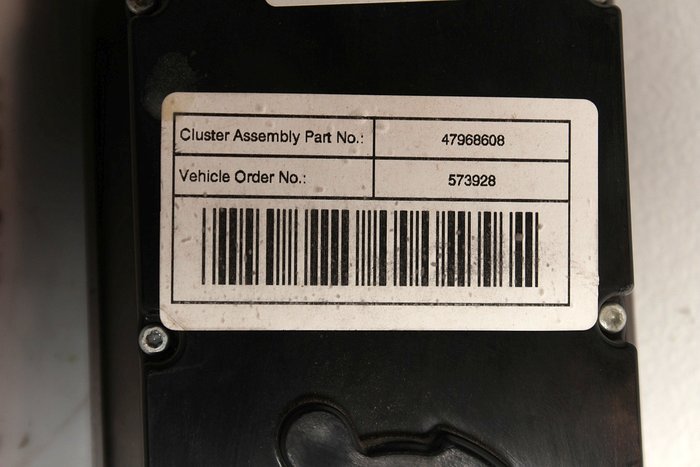 Cluster Assembly Part No.: 47968608
Vehicle Order No.: 573928